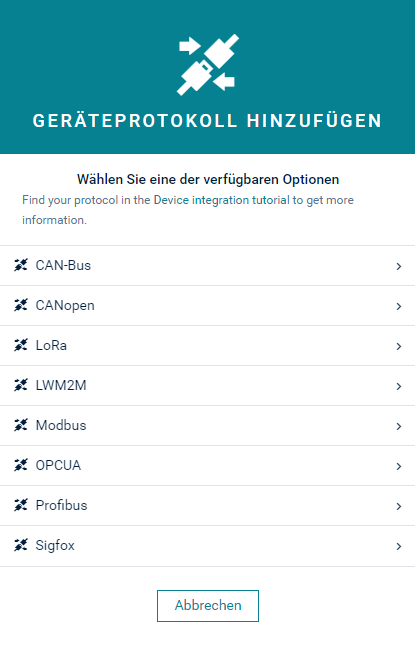 GERÄTEPROTOKOLL HINZUFÜGEN
Wählen Sie eine der verfügbaren Optionen
Find your protocol in the Device integration tutorial to get more
information.
CAN-Bus
CANopen
LoRa
LWM2M
Modbus
OPCUA
Profibus
Sigfox
Abbrechen